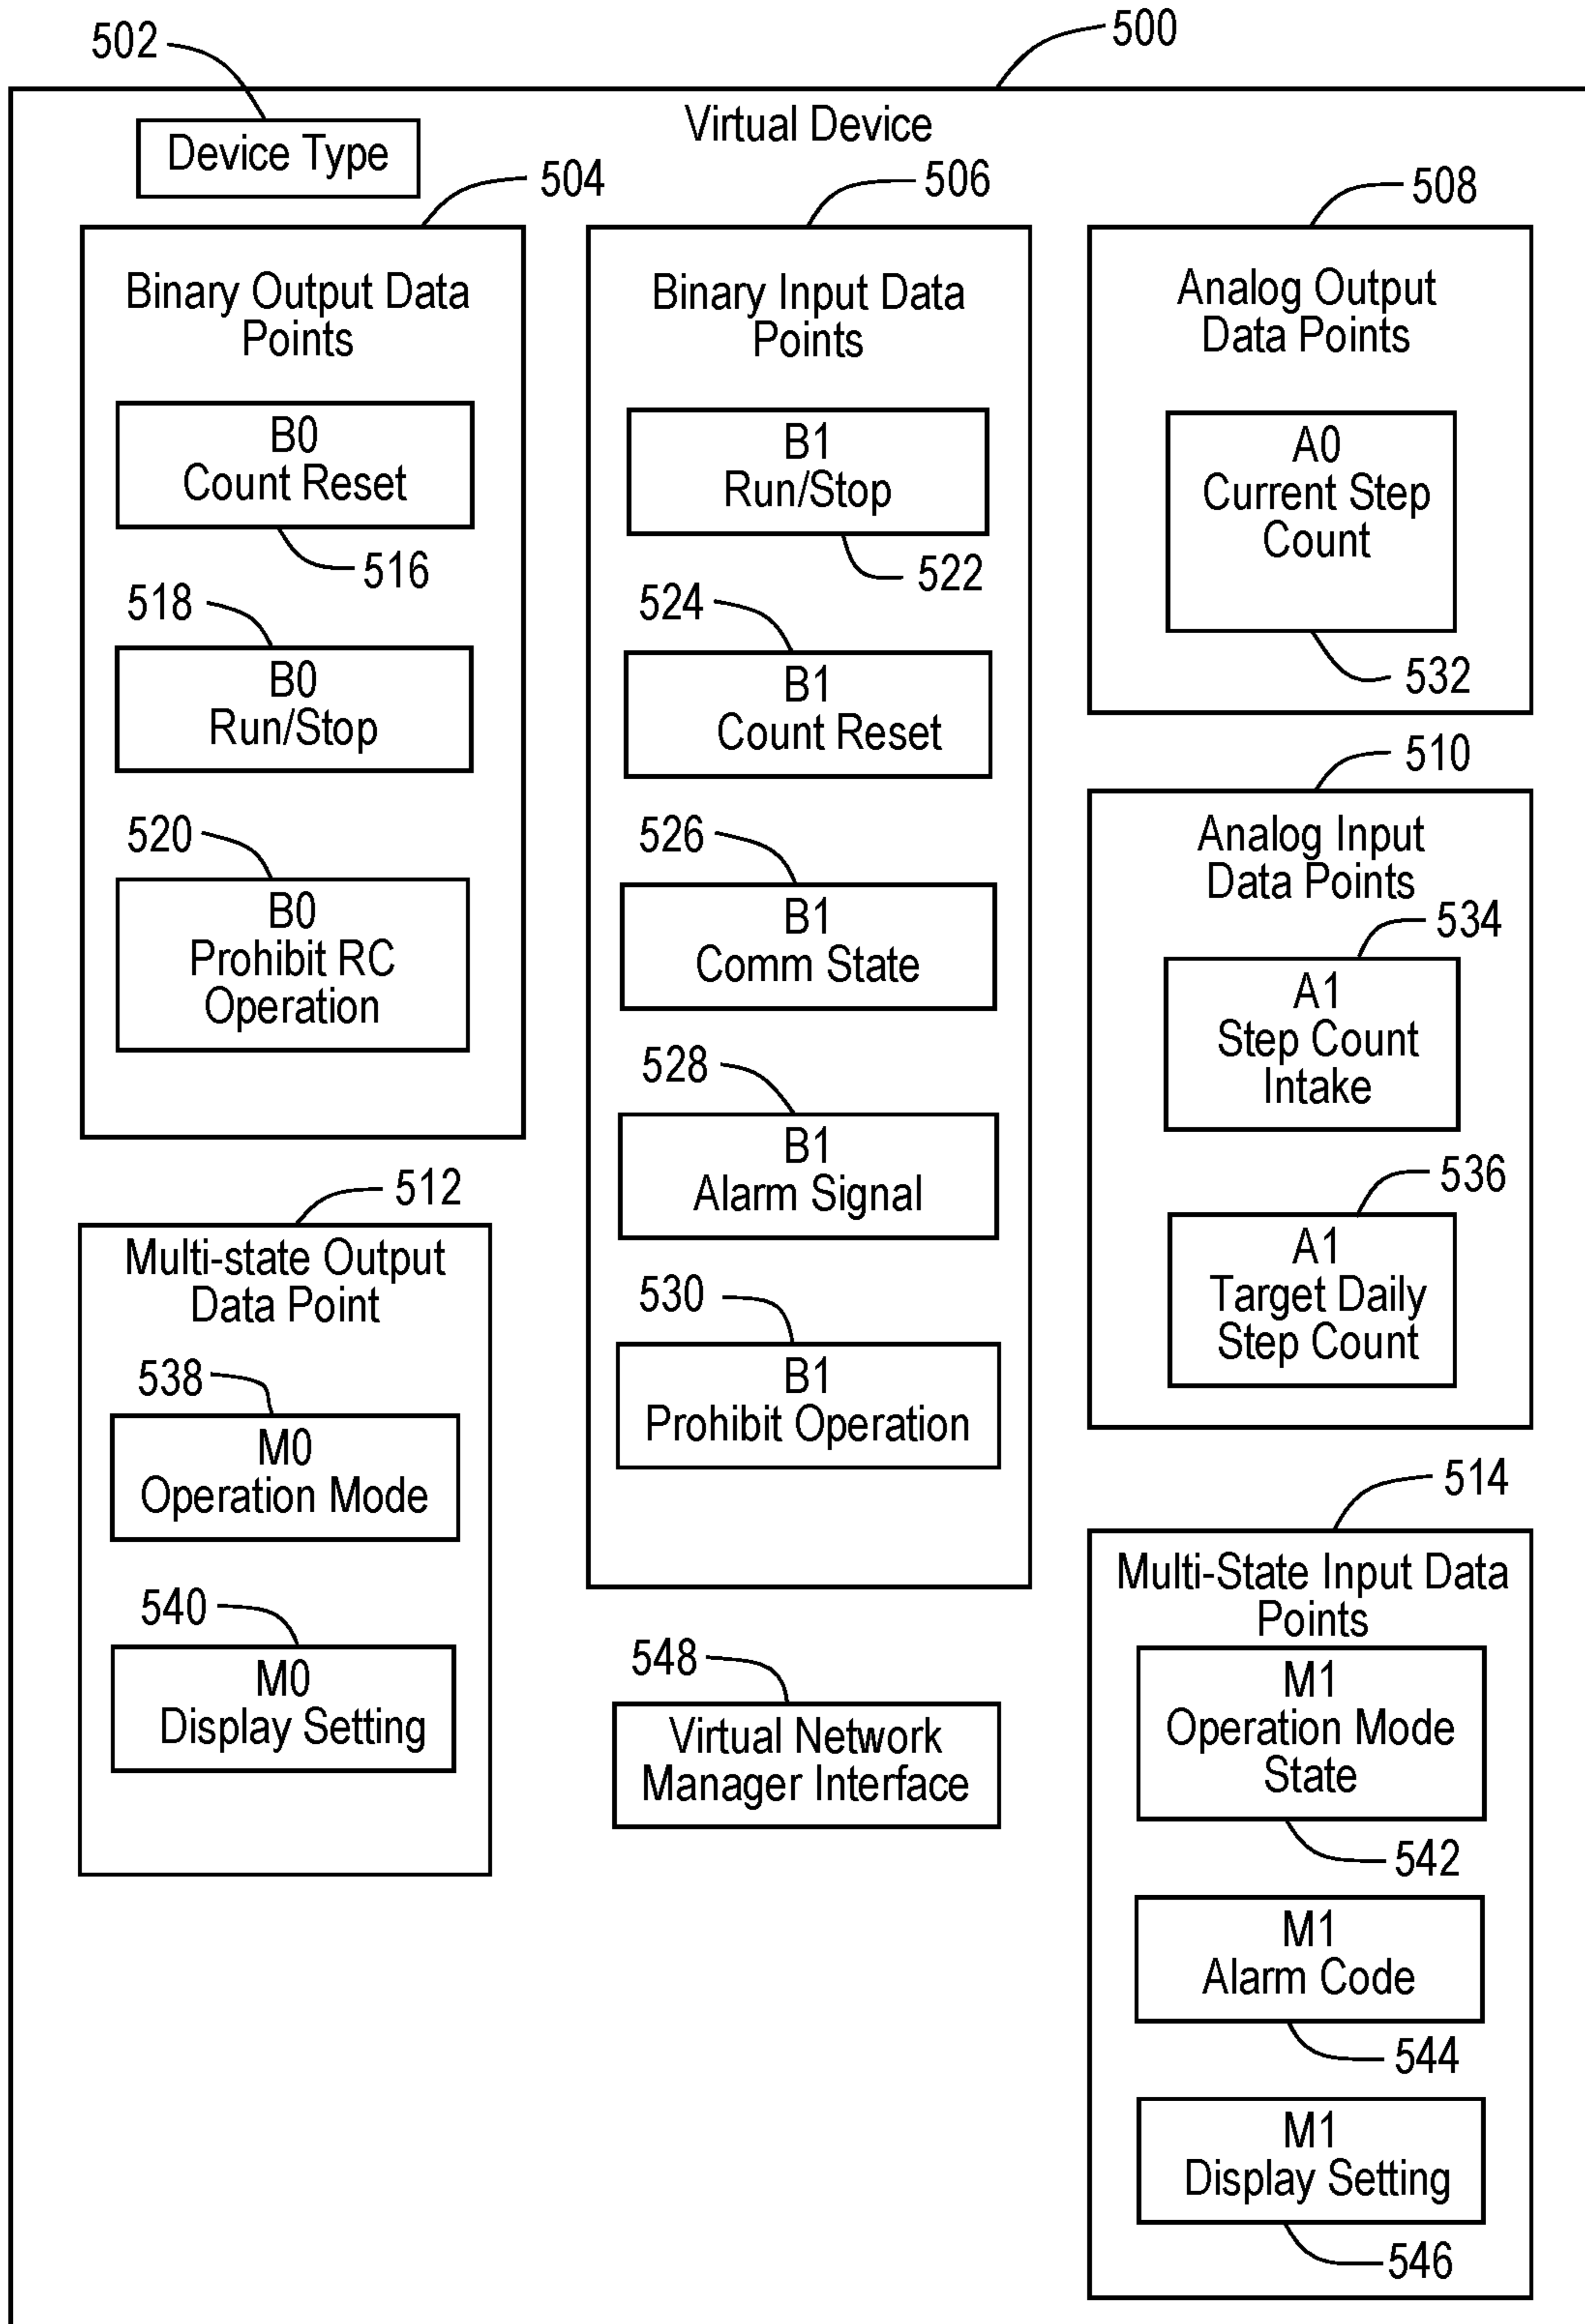 502
500
Virtual Device
Device Type
504
506
508
Binary Output Data
Points
B0
Count Reset
516
518
B0
Run/Stop
520
B0
Prohibit RC
Operation
Binary Input Data
Points
B1
Run/Stop
522
524
B1
Count Reset
526
B1
Comm State
528
B1
Alarm Signal
530
B1
Prohibit Operation
Analog Output
Data Points
A0
Current Step
Count
532
510
Analog Input
Data Points
534
A1
Step Count
Intake
536
A1
Target Daily
Step Count
512
Multi-state Output
Data Point
538
M0
Operation Mode
540
M0
Display Setting
548
Virtual Network
Manager Interface
514
Multi-State Input Data
Points
M1
Operation Mode
State
542
M1
Alarm Code
544
M1
Display Setting
546